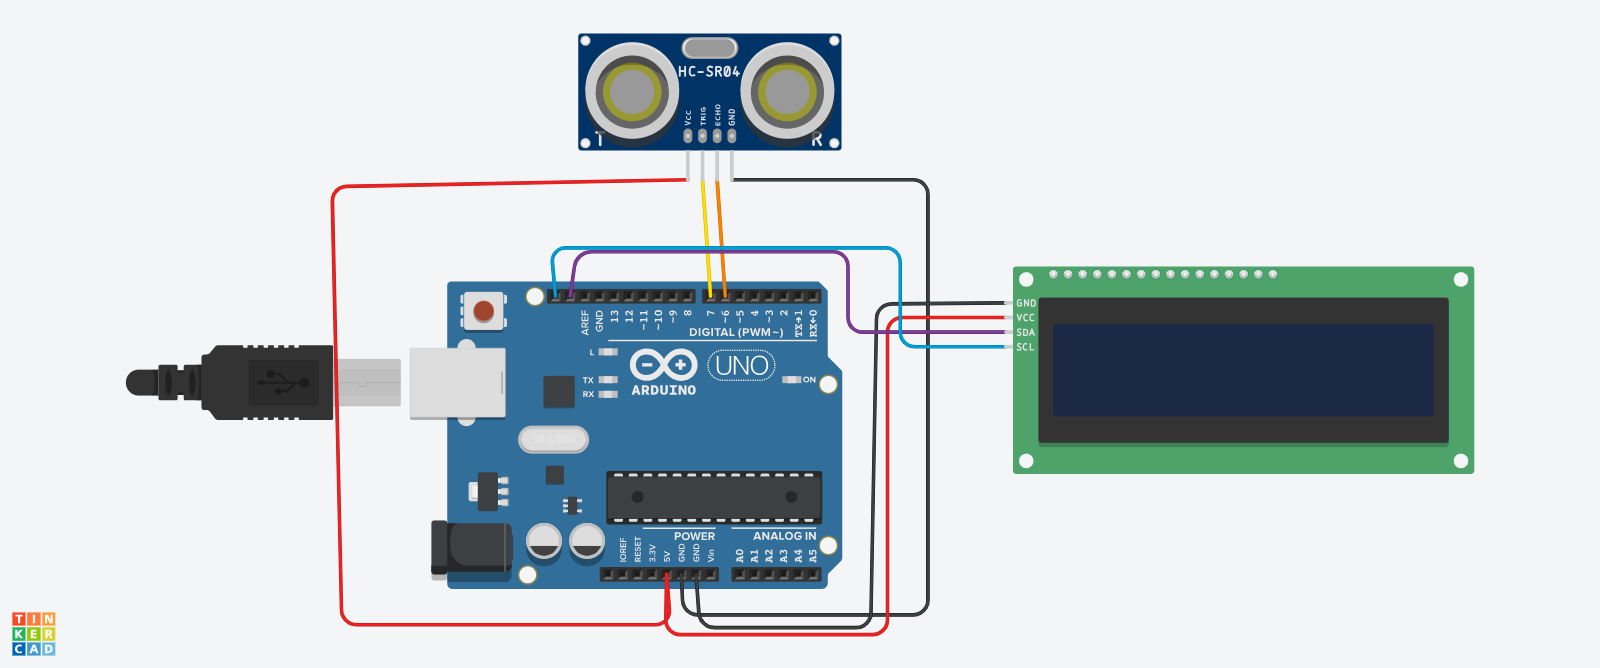 HC-SR04
VCC
TRIG
ECHO
GND
T
R
AREF
GND
13
12
~11
~10
~9
8
7
~6
~5
4
~3
2
TX→1
RX←0
DIGITAL (PWM~)
L
TX
RX
ARDUINO
UNO
ON
GND
VCC
SDA
SCL
POWER
ANALOG IN
IOREF
RESET
3.3V
5V
GND
GND
Vin
A0
A1
A2
A3
A4
A5
TIN
KER
CAD